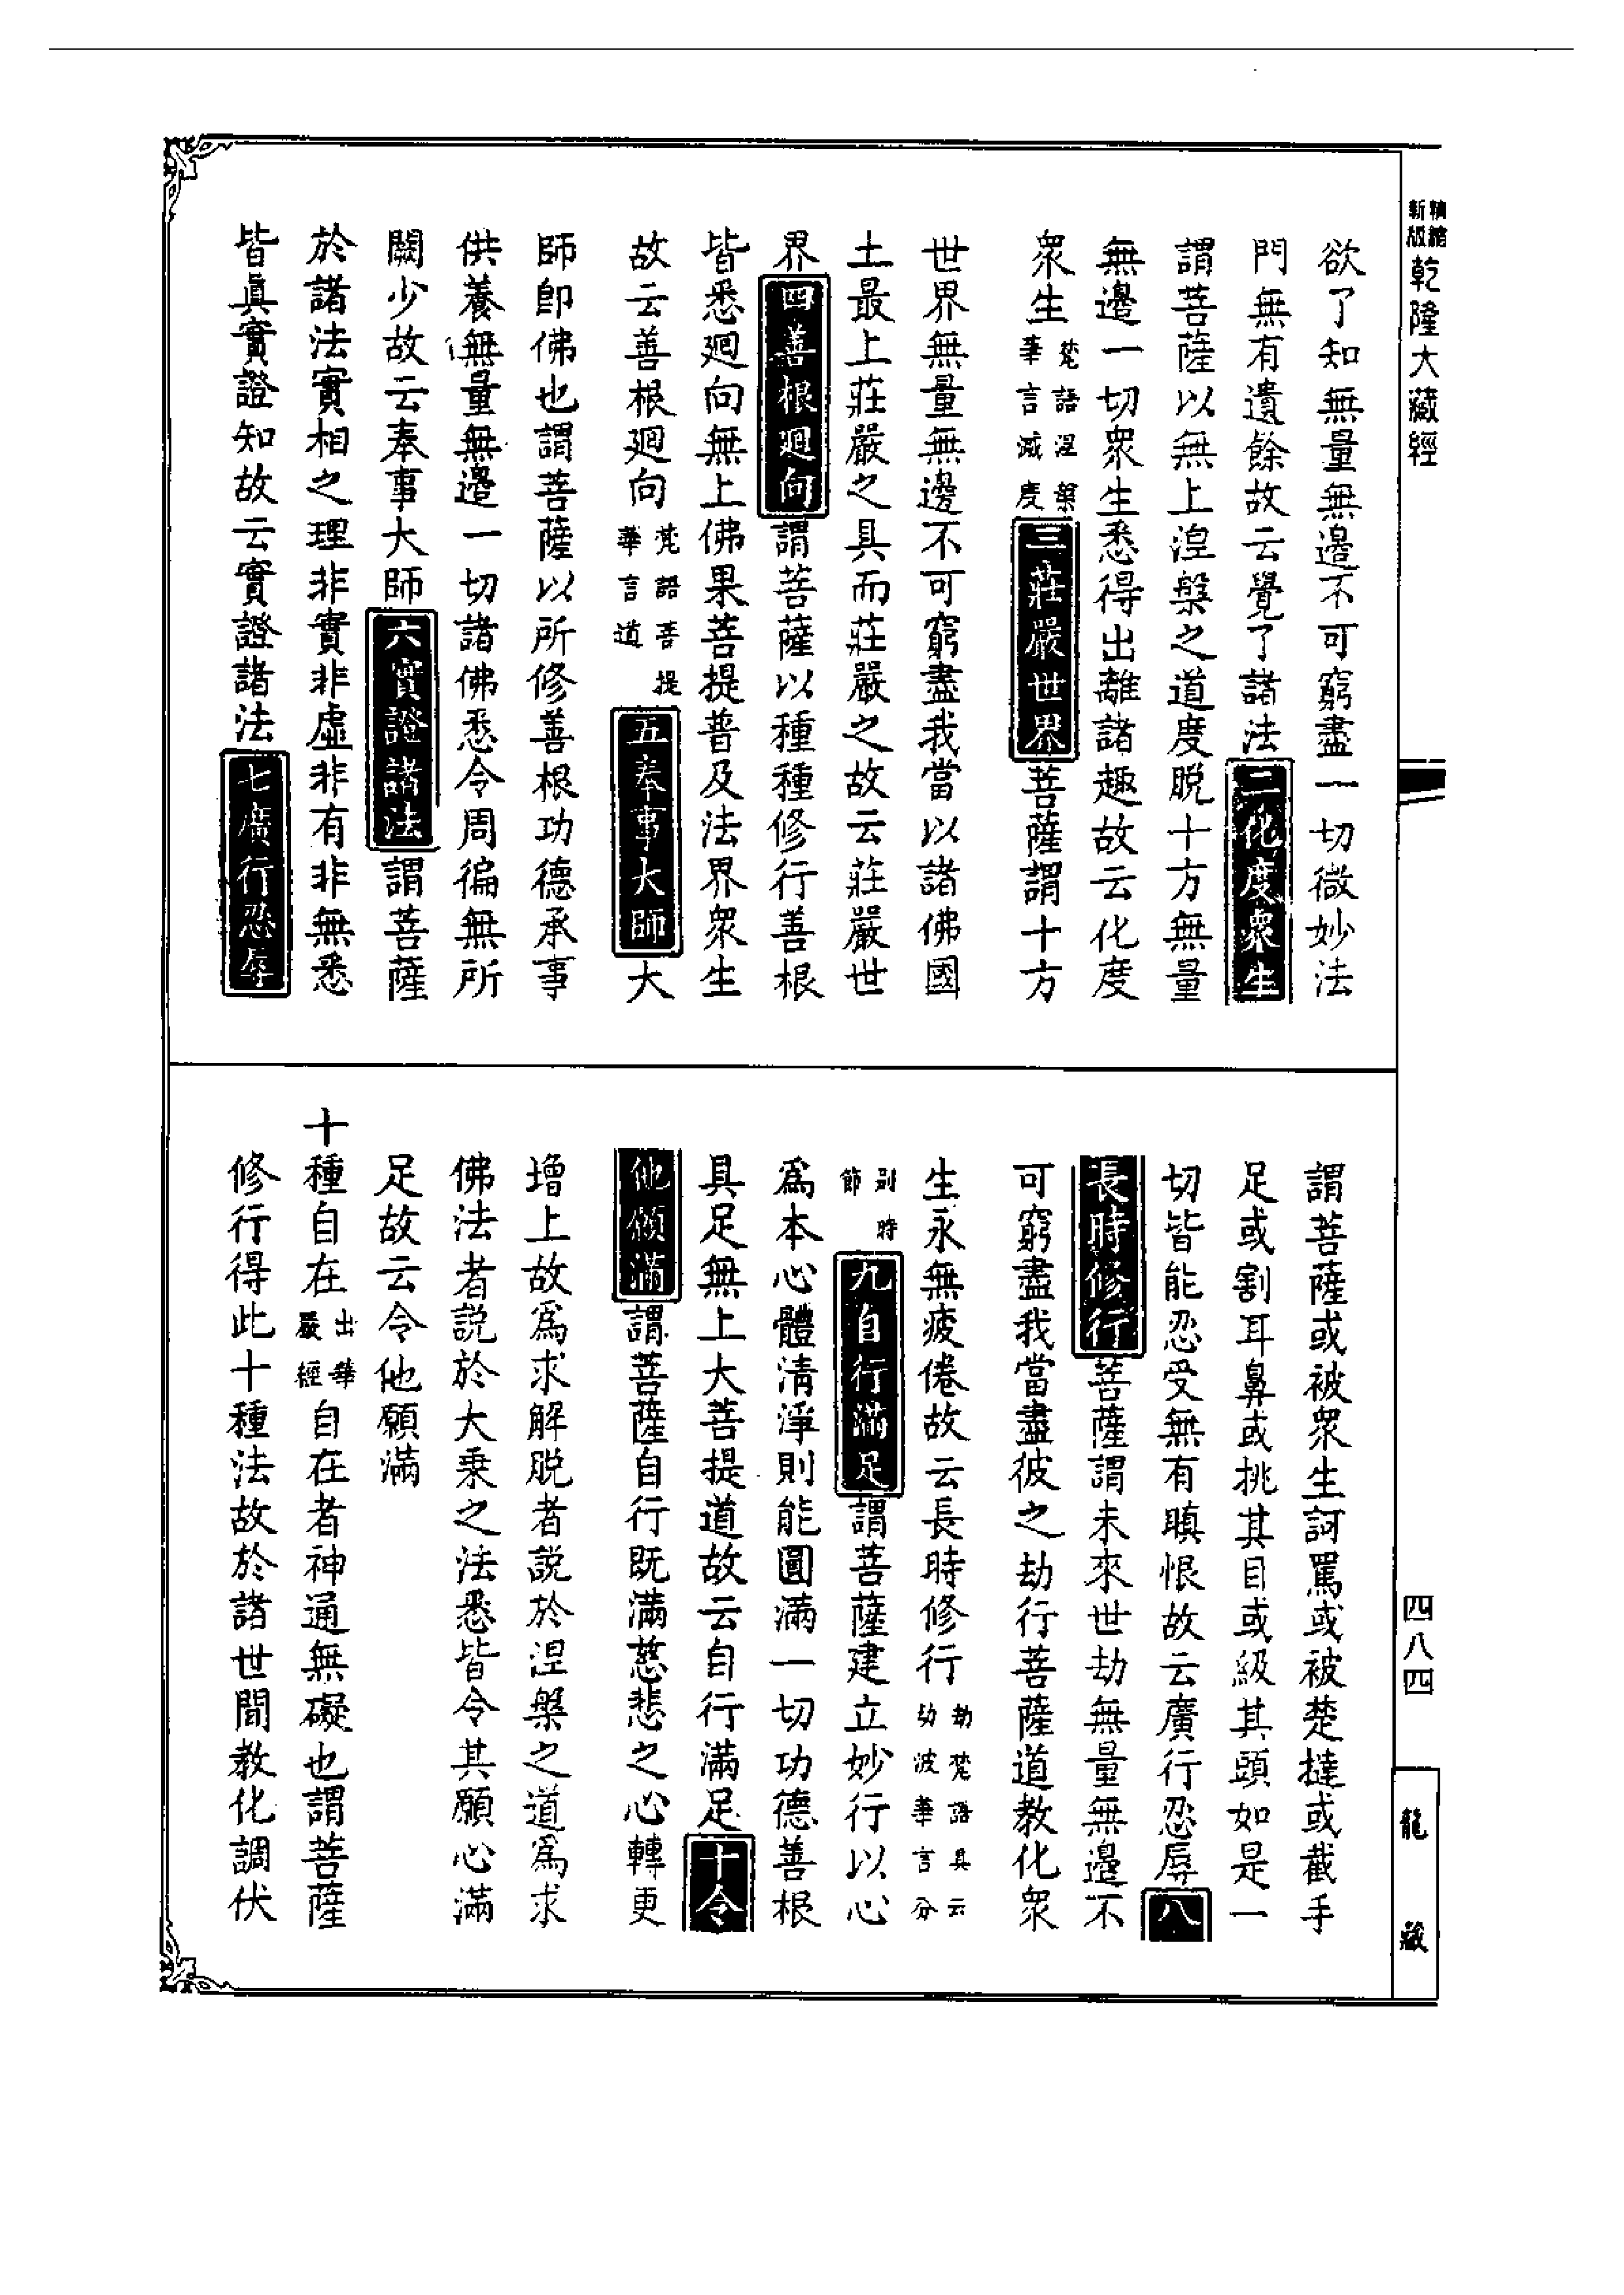 精縮
新版
乾隆大藏經
欲了知無量無邊不可窮盡一切微妙法
門無有遺餘故云覺了諸法二化度衆生
謂菩薩以無上湼槃之道度脱十方無量
無邊一切衆生悉得出離諸趣故云化度
衆生梵語涅槃華言滅度三莊嚴世界菩薩謂十方
世界無量無邊不可窮盡我當以諸佛國
土最上莊嚴之具而莊嚴之故云莊嚴世
界四善根廻向謂菩薩以種種修行善根
皆悉廻向無上佛果菩提普及法界衆生
故云善根廻向梵語菩提華言道五奉事大師大
師卽佛也謂菩薩以所修善根功德承事
供養無量無邊一切諸佛悉令周徧無所
闕少故云奉事大師六實證諸法謂菩薩
於諸法實相之理非實非虛非有非無悉
皆眞實證知故云實證諸法七廣行忍辱
謂菩薩或被衆生訶罵或被楚撻或截手
足或割耳鼻或挑其目或級其頭如是一
切皆能忍受無有瞋恨故云廣行忍辱八
長時修行菩薩謂未來世劫無量無邊不
可窮盡我當盡彼之劫行菩薩道教化衆
生永無疲倦故云長時修行劫梵語具云劫波華言分
別時節九自行滿足謂菩薩建立妙行以心
爲本心體清淨則能圓滿一切功德善根
具足無上大菩提道故云自行滿足十令
他願滿謂菩薩自行既滿慈悲之心轉更
增上故爲求解脱者説於涅槃之道爲求
佛法者説於大乗之法悉皆令其願心滿
足故云令他願滿
十種自在出華嚴經自在者神通無礙也謂菩薩
修行得此十種法故於諸世間教化調伏
四八四
龍藏